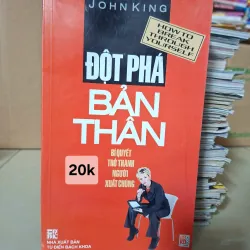 JOHN KING
HOW TO
BREAK
THROUGH
YOURSELF
ĐỘT PHÁ
BẢN
THÂN
BÍ QUYẾT
TRỞ THÀNH
NGƯỜI
XUẤT CHÚNG
20k
NHÀ XUẤT BẢN
TỪ ĐIỂN BÁCH KHOA